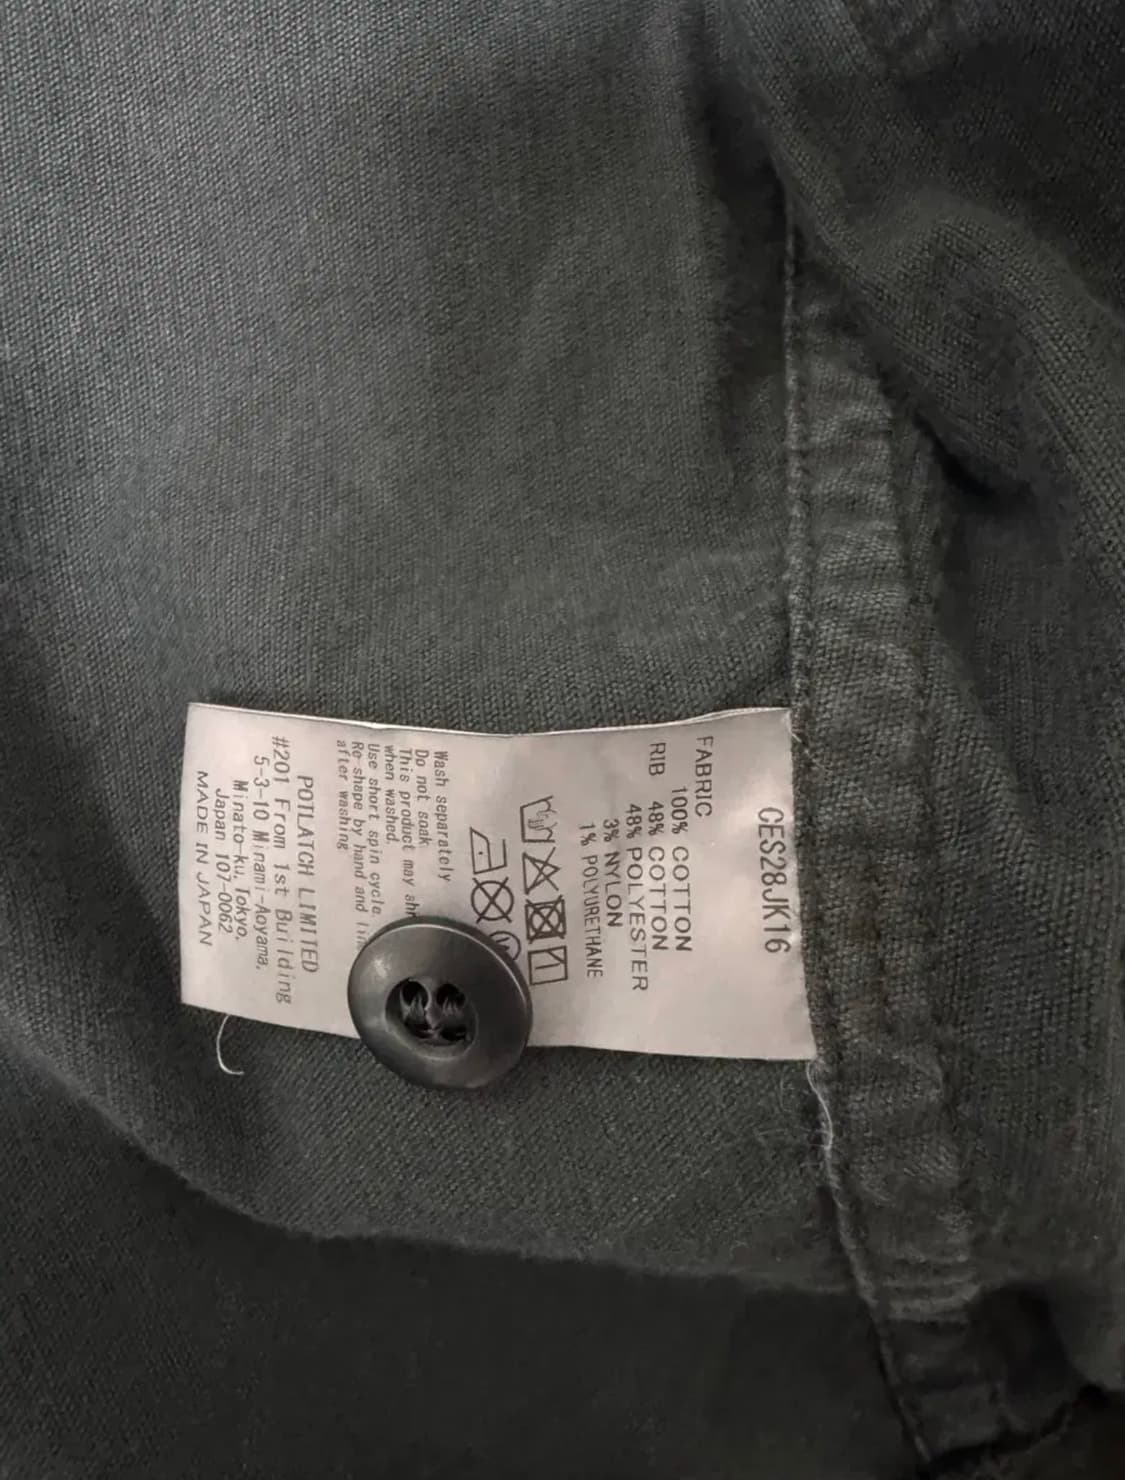 CES28JK16
FABRIC
100% COTTON
RIB 48% COTTON
48% POLYESTER
3% NYLON
1% POLYURETHANE
Wash separately
Do not soak
This product may
when washed.
Use short spin cycle.
Re-shape by hand and
after washing
POTLATCH LIMITED
#201 From 1st Building
5-3-10 Minami-Aoyama,
Minato-ku, Tokyo,
Japan 107-0062
MADE IN JAPAN